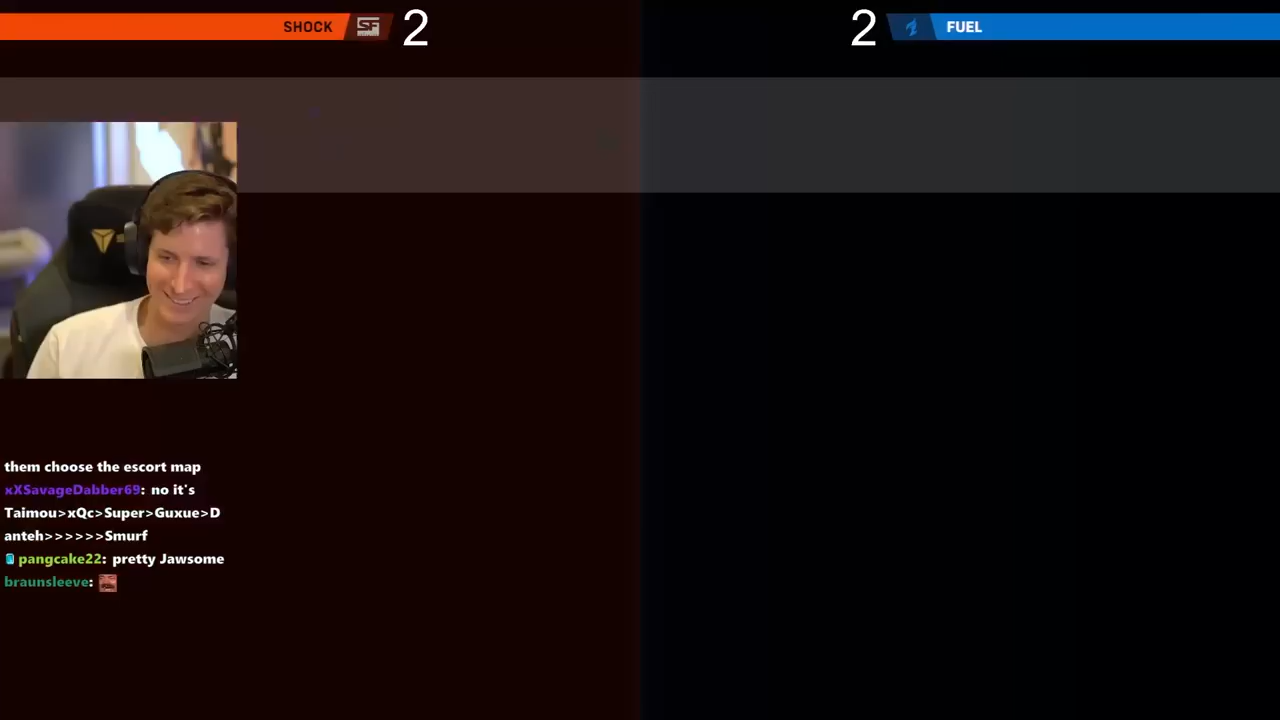 SHOCK
SF
2
2
FUEL
them choose the escort map
xXSavageDabber69: no it's
Taimou>xQc>Super>Guxue>D
anteh>>>>>>Smurf
pangcake22: pretty Jawsome
braunsleeve: